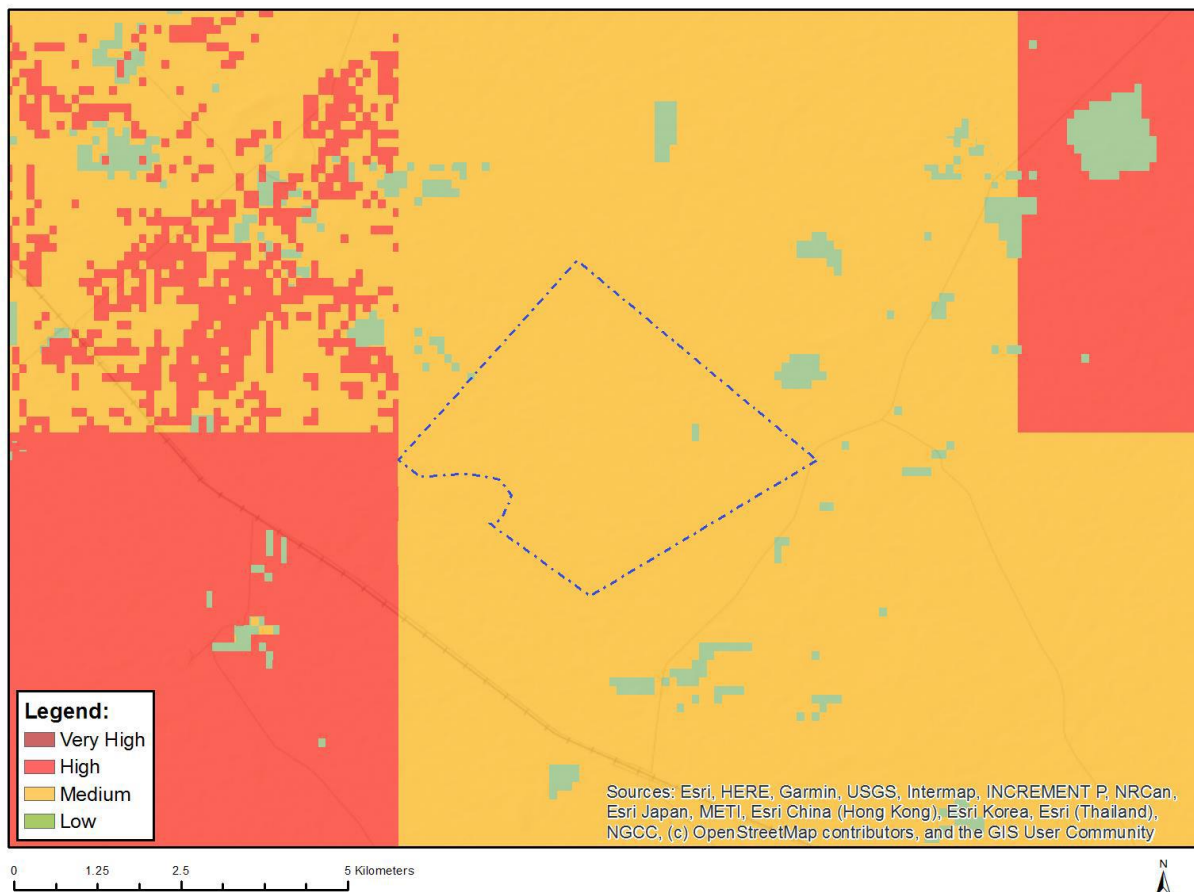 Legend:
Very High
High
Medium
Low
Sources: Esri, HERE, Garmin, USGS, Intermap, INCREMENT P, NRCan,
Esri Japan, METI, Esri China (Hong Kong), Esri Korea, Esri (Thailand),
NGCC, (c) OpenStreetMap contributors, and the GIS User Community
0 1.25 2.5 5 Kilometers
N